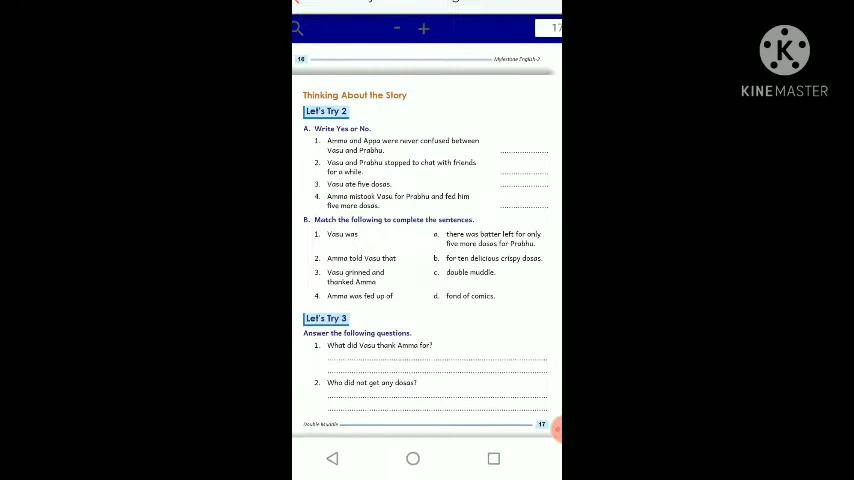 17
16 Mylestone English-2
Thinking About the Story
Let's Try 2
A. Write Yes or No.
1. Amma and Appa were never confused between
Vasu and Prabhu. ....................
2. Vasu and Prabhu stopped to chat with friends
for a while. ....................
3. Vasu ate five dosas. ....................
4. Amma mistook Vasu for Prabhu and fed him
five more dosas. ....................
B. Match the following to complete the sentences.
1. Vasu was a. there was batter left for only
five more dosas for Prabhu.
2. Amma told Vasu that b. for ten delicious crispy dosas.
3. Vasu grinned and c. double muddle.
thanked Amma
4. Amma was fed up of d. fond of comics.
Let's Try 3
Answer the following questions.
1. What did Vasu thank Amma for?
2. Who did not get any dosas?
Double Muddle 17
K
KINEMASTER